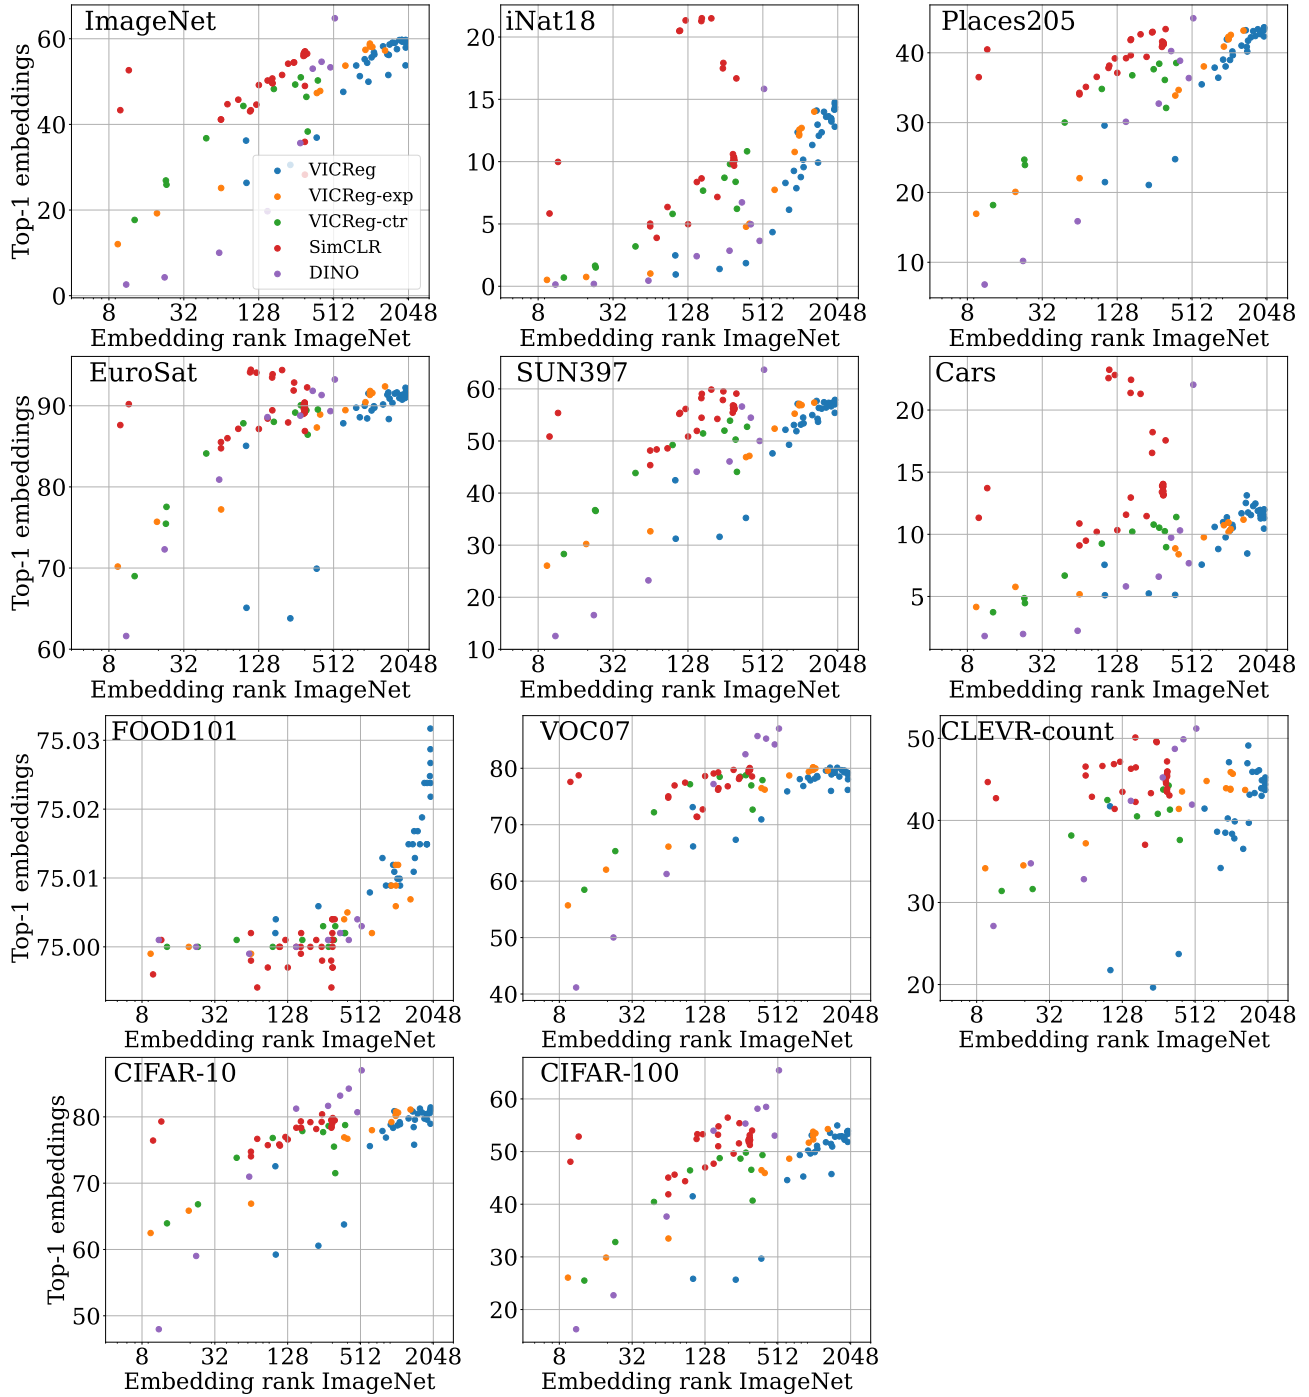 ImageNet
iNat18
Places205
Top-1 embeddings
60
40
20
0
VICReg
VICReg-exp
VICReg-ctr
SimCLR
DINO
20
15
10
5
0
40
30
20
10
8 32 128 512 2048
8 32 128 512 2048
8 32 128 512 2048
Embedding rank ImageNet
Embedding rank ImageNet
Embedding rank ImageNet
EuroSat
SUN397
Cars
Top-1 embeddings
90
80
70
60
60
50
40
30
20
10
20
15
10
5
8 32 128 512 2048
8 32 128 512 2048
8 32 128 512 2048
Embedding rank ImageNet
Embedding rank ImageNet
Embedding rank ImageNet
FOOD101
VOC07
CLEVR-count
Top-1 embeddings
75.03
75.02
75.01
75.00
80
70
60
50
40
50
40
30
20
8 32 128 512 2048
8 32 128 512 2048
8 32 128 512 2048
Embedding rank ImageNet
Embedding rank ImageNet
Embedding rank ImageNet
CIFAR-10
CIFAR-100
Top-1 embeddings
80
70
60
50
60
50
40
30
20
8 32 128 512 2048
8 32 128 512 2048
Embedding rank ImageNet
Embedding rank ImageNet